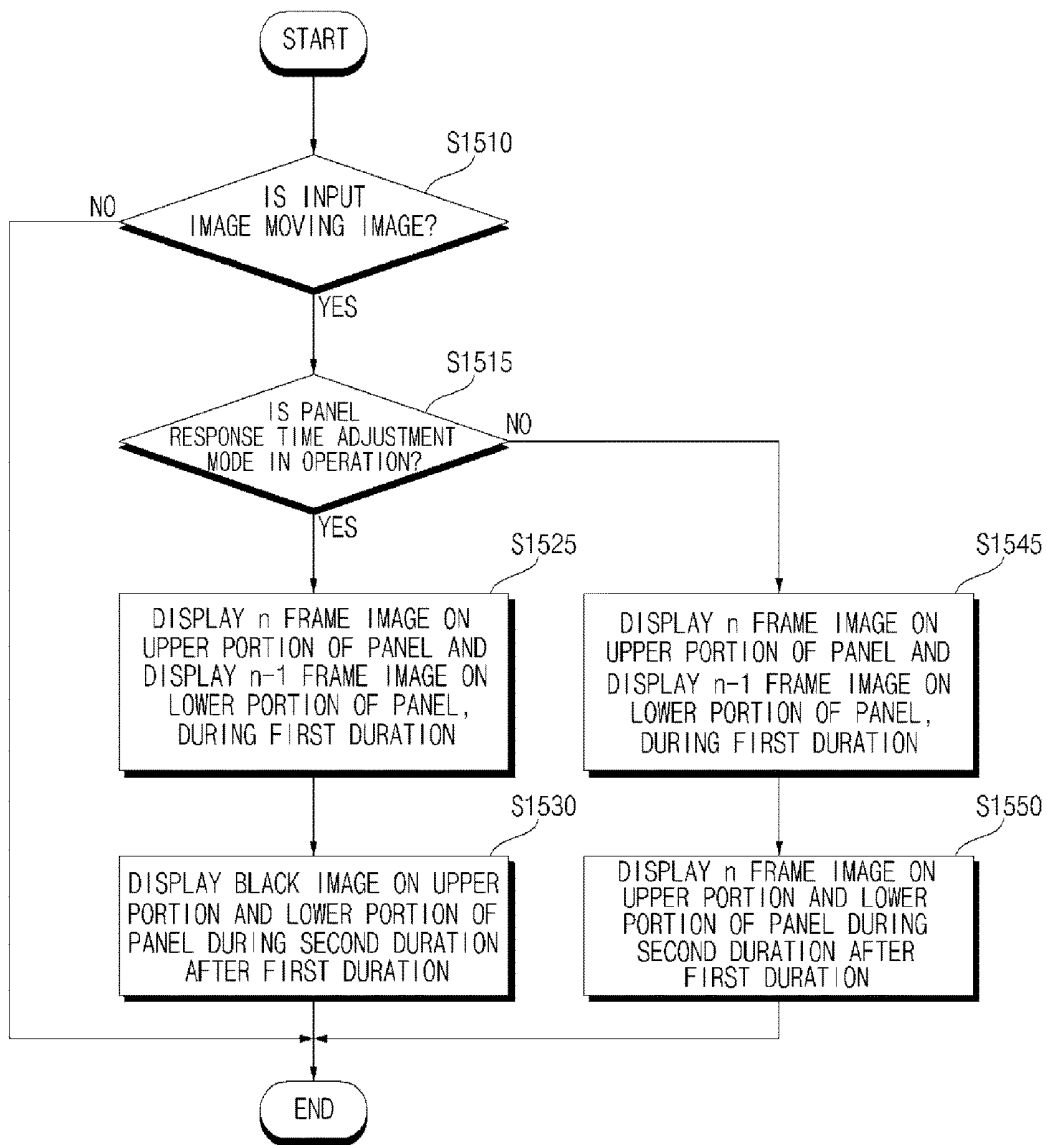 START
S1510
IS INPUT
IMAGE MOVING IMAGE?
NO
YES
S1515
IS PANEL
RESPONSE TIME ADJUSTMENT
MODE IN OPERATION?
NO
YES
S1525
DISPLAY n FRAME IMAGE ON
UPPER PORTION OF PANEL AND
DISPLAY n-1 FRAME IMAGE ON
LOWER PORTION OF PANEL,
DURING FIRST DURATION
S1545
DISPLAY n FRAME IMAGE ON
UPPER PORTION OF PANEL AND
DISPLAY n-1 FRAME IMAGE ON
LOWER PORTION OF PANEL,
DURING FIRST DURATION
S1530
DISPLAY BLACK IMAGE ON UPPER
PORTION AND LOWER PORTION OF
PANEL DURING SECOND DURATION
AFTER FIRST DURATION
S1550
DISPLAY n FRAME IMAGE ON
UPPER PORTION AND LOWER
PORTION OF PANEL DURING
SECOND DURATION AFTER
FIRST DURATION
END